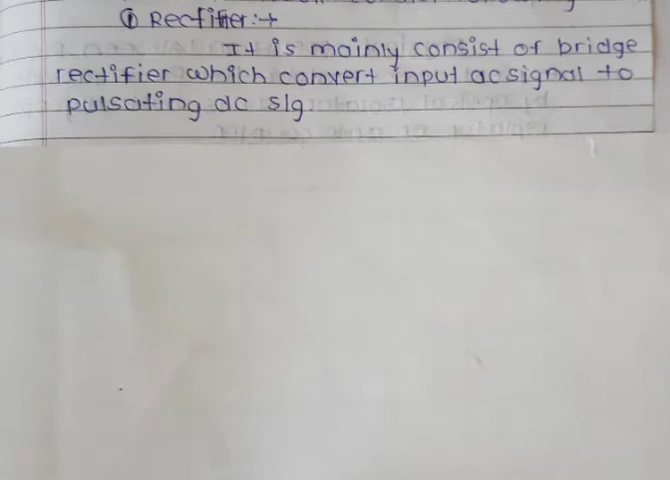 ① Rectifier:→
It is mainly consist of bridge
rectifier which convert input ac signal to
pulsating dc sig.